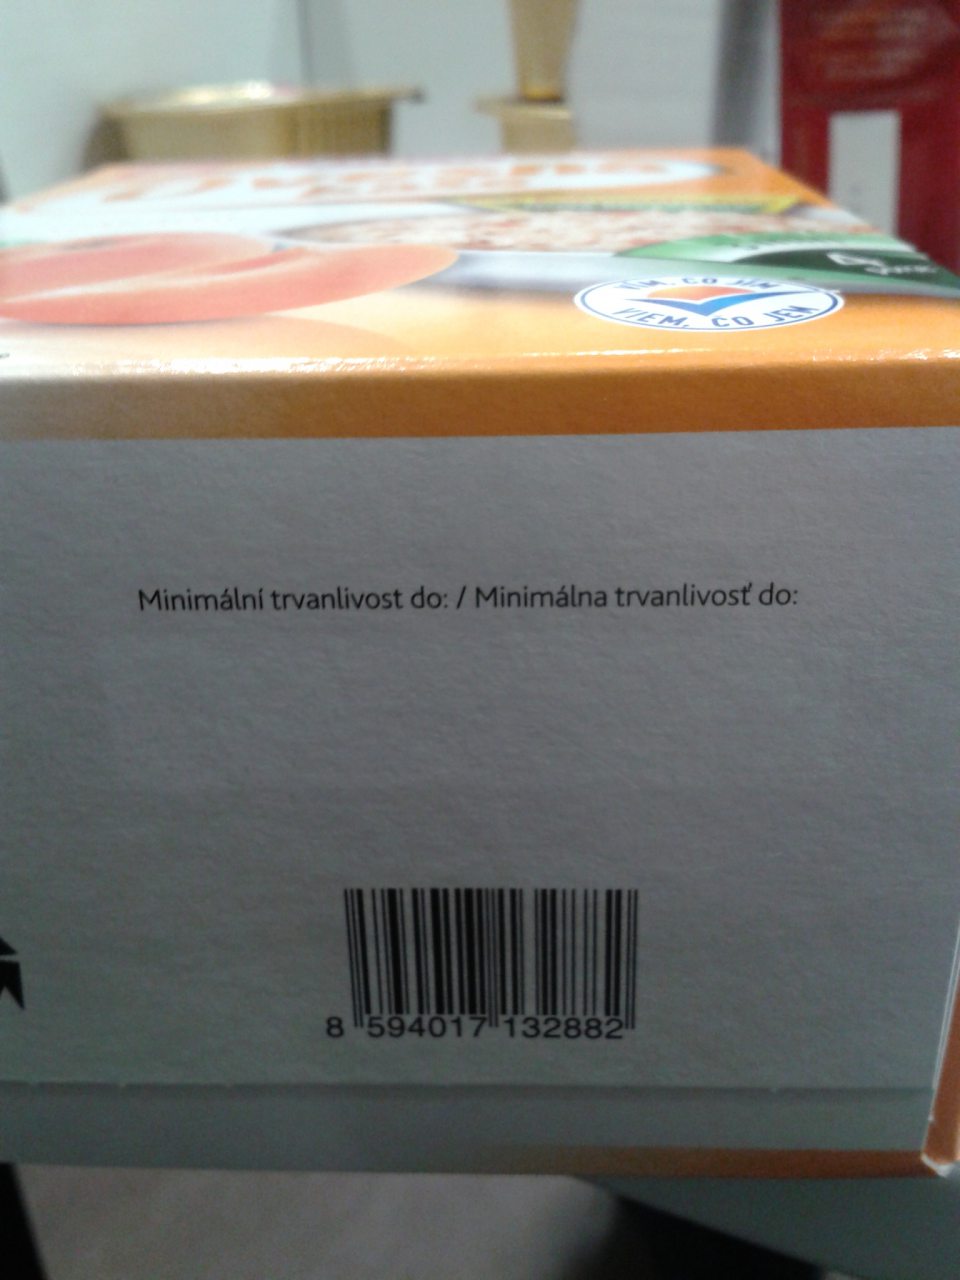 VÍM, CO JÍM
VIEM, CO JEM
Minimální trvanlivost do: / Minimálna trvanlivosť do:
8 594017 132882